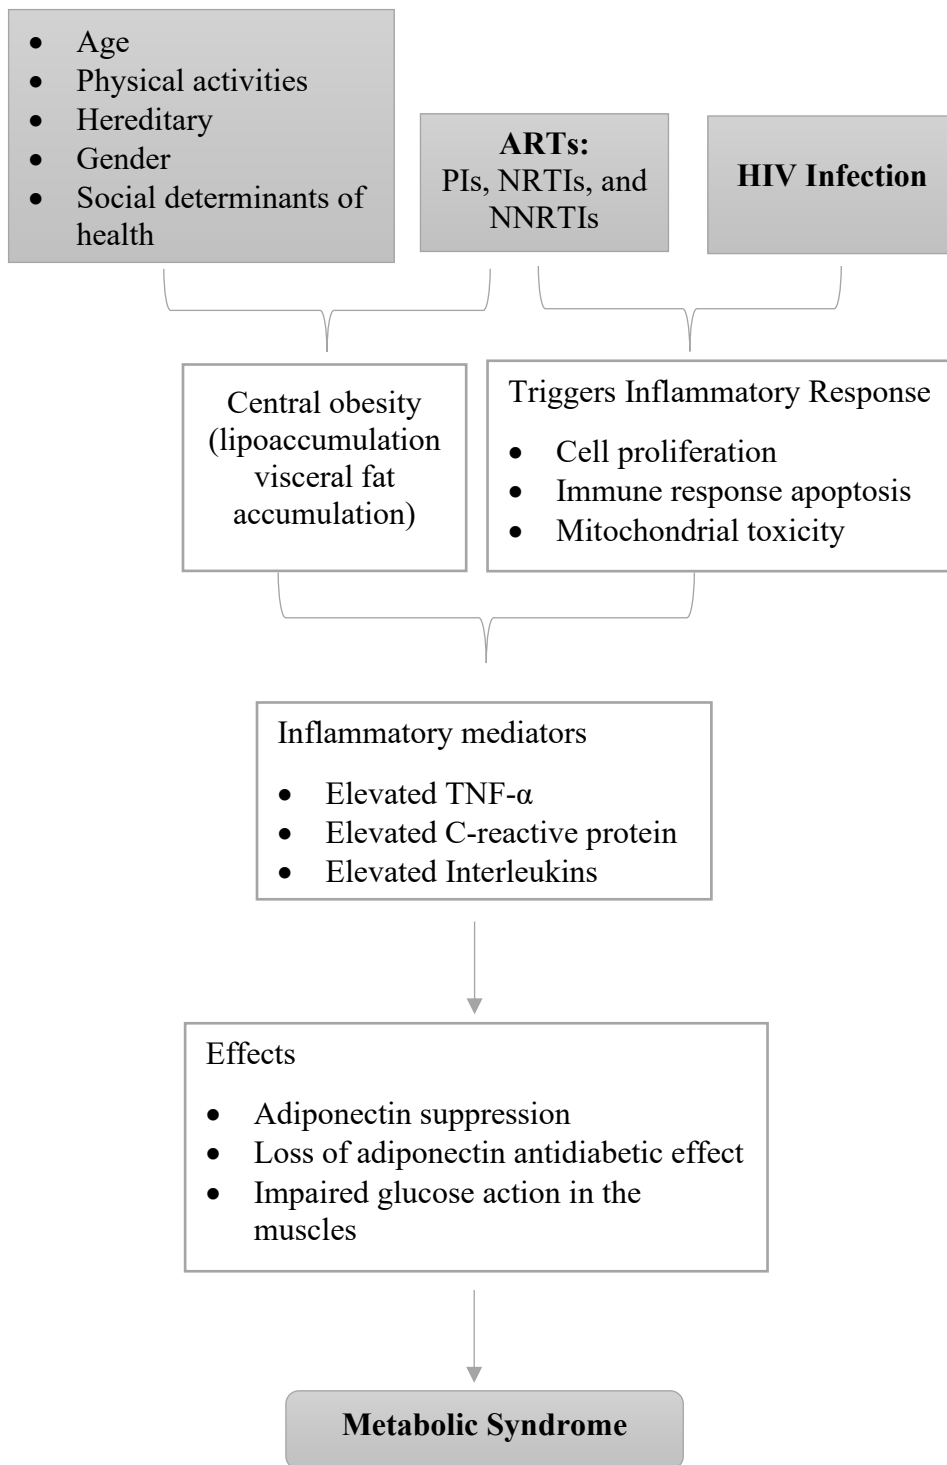 • Age
• Physical activities
• Hereditary
• Gender
• Social determinants of
health
ARTs:
PIs, NRTIs, and
NNRTIs
HIV Infection
Central obesity
(lipoaccumulation
visceral fat
accumulation)
Triggers Inflammatory Response
• Cell proliferation
• Immune response apoptosis
• Mitochondrial toxicity
Inflammatory mediators
• Elevated TNF-α
• Elevated C-reactive protein
• Elevated Interleukins
Effects
• Adiponectin suppression
• Loss of adiponectin antidiabetic effect
• Impaired glucose action in the
muscles
Metabolic Syndrome